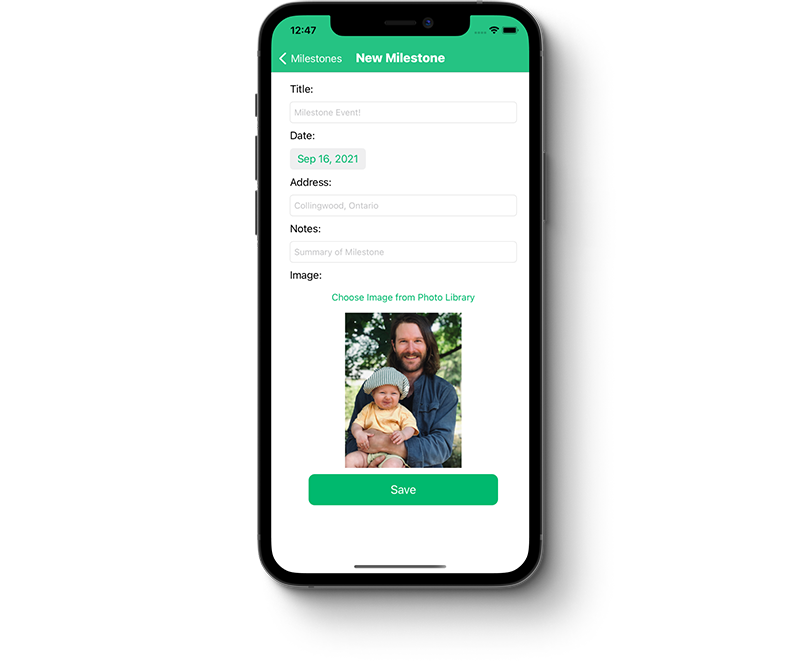 12:47
Milestones New Milestone
Title:
Milestone Event!
Date:
Sep 16, 2021
Address:
Collingwood, Ontario
Notes:
Summary of Milestone
Image:
Choose Image from Photo Library
Save